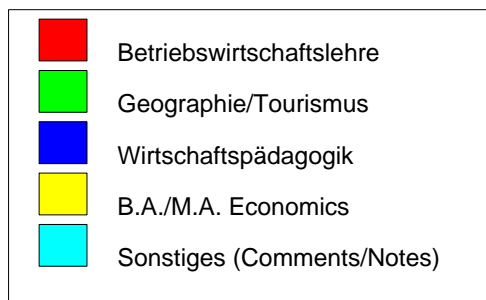 Betriebswirtschaftslehre
Geographie/Tourismus
Wirtschaftspädagogik
B.A./M.A. Economics
Sonstiges (Comments/Notes)